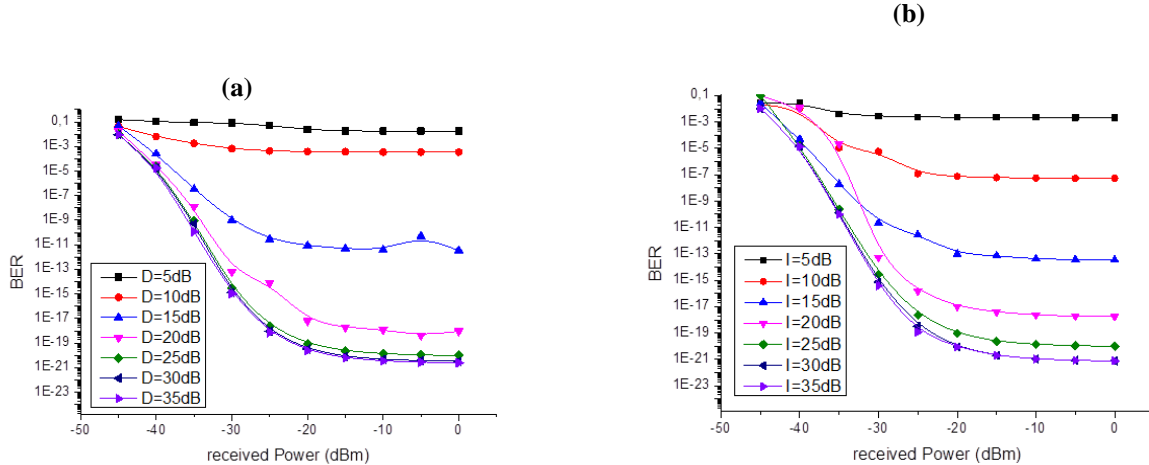 (a)
0,1
1E-3
1E-5
1E-7
1E-9
1E-11
1E-13
1E-15
1E-17
1E-19
1E-21
1E-23
BER
D=5dB
D=10dB
D=15dB
D=20dB
D=25dB
D=30dB
D=35dB
-50 -40 -30 -20 -10 0
received Power (dBm)
(b)
0,1
1E-3
1E-5
1E-7
1E-9
1E-11
1E-13
1E-15
1E-17
1E-19
1E-21
1E-23
BER
I=5dB
I=10dB
I=15dB
I=20dB
I=25dB
I=30dB
I=35dB
-50 -40 -30 -20 -10 0
received Power (dBm)